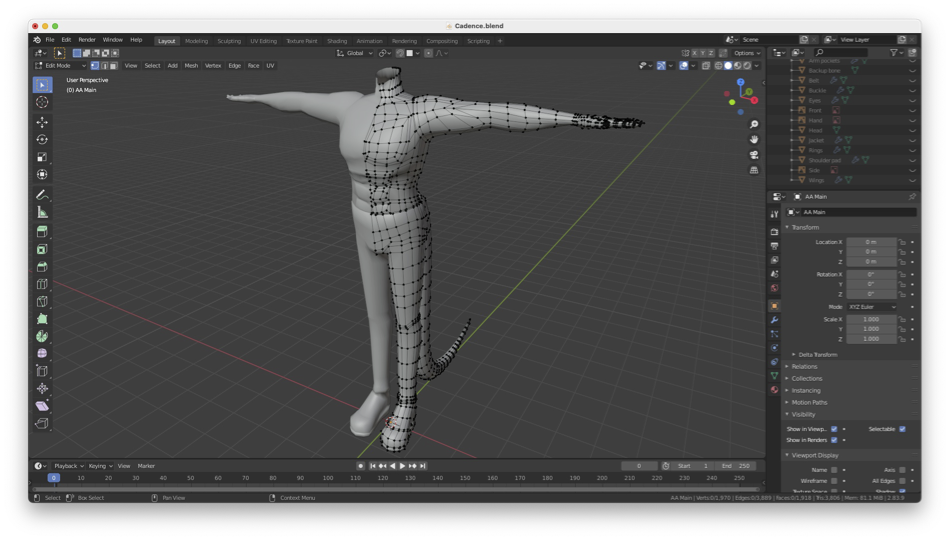 Cadence.blend
File Edit Render Window Help Layout Modeling Sculpting UV Editing Texture Paint Shading Animation Rendering Compositing Scripting + Scene View Layer
Global X Y Z Options
Edit Mode View Select Add Mesh Vertex Edge Face UV
User Perspective
(0) AA Main
Arm pockets
Backup bone
Belt
Buckle
Eyes
Front
Hand
Head
Jacket
Rings
Shoulder pad
Side
Wings
AA Main
AA Main
Transform
Location X 0 m
Y 0 m
Z 0 m
Rotation X 0°
Y 0°
Z 0°
Mode XYZ Euler
Scale X 1.000
Y 1.000
Z 1.000
Delta Transform
Relations
Collections
Instancing
Motion Paths
Visibility
Show in Viewp... Selectable
Show in Renders
Viewport Display
Name Axis
Wireframe All Edges
Texture Space Shadow
Playback Keying View Marker 0 Start 1 End 250
0 10 20 30 40 50 60 70 80 90 100 110 120 130 140 150 160 170 180 190 200 210 220 230 240 250
Select Box Select Pan View Context Menu AA Main | Verts:0/1,970 | Edges:0/3,889 | Faces:0/1,918 | Tris:3,806 | Mem: 81.1 MiB | 2.83.9